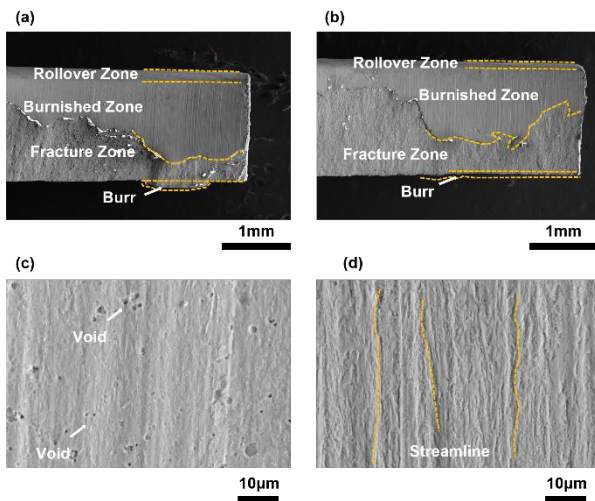 (a)
Rollover Zone
Burnished Zone
Fracture Zone
Burr
1mm
(b)
Rollover Zone
Burnished Zone
Fracture Zone
Burr
1mm
(c)
Void
Void
10μm
(d)
Streamline
10μm